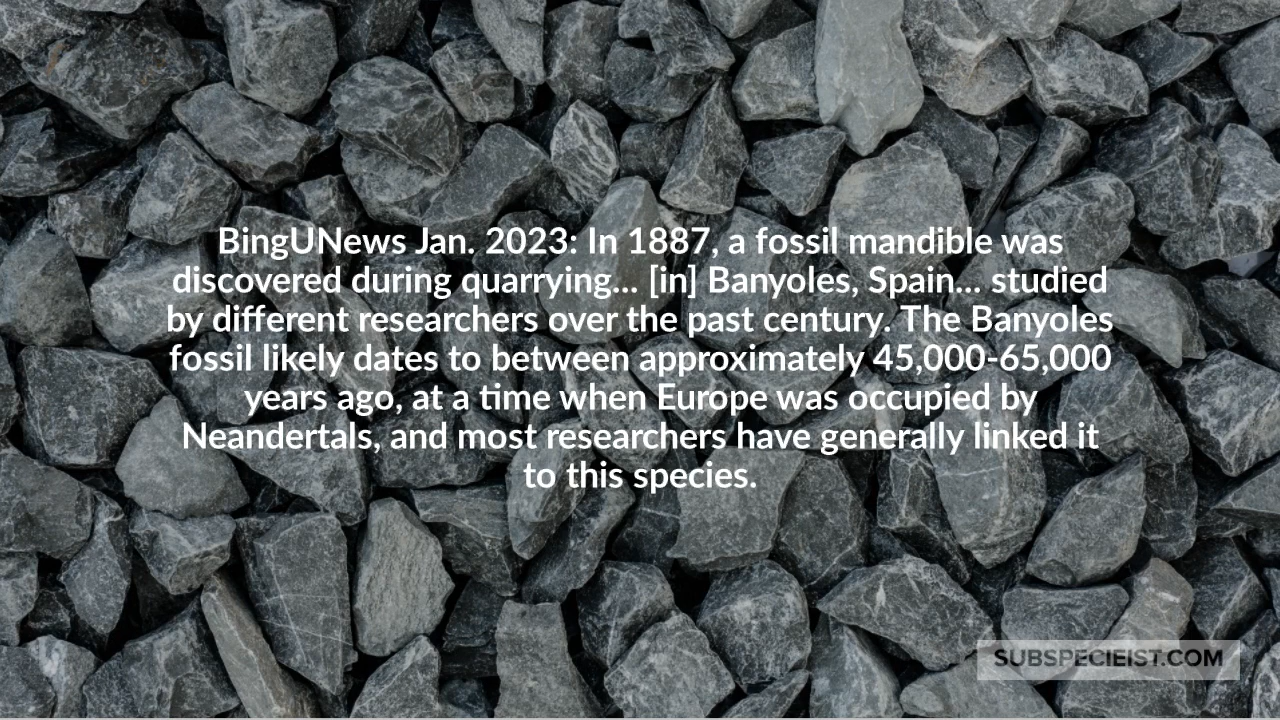 BingUNews Jan. 2023: In 1887, a fossil mandible was
discovered during quarrying... [in] Banyoles, Spain... studied
by different researchers over the past century. The Banyoles
fossil likely dates to between approximately 45,000-65,000
years ago, at a time when Europe was occupied by
Neandertals, and most researchers have generally linked it
to this species.
SUBSPECIEIST.COM